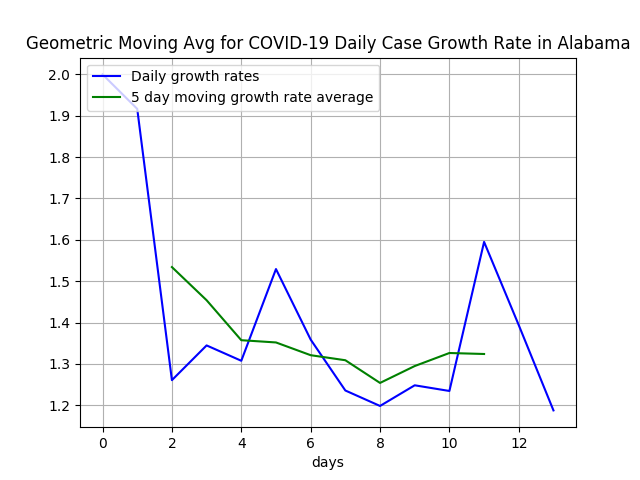 Geometric Moving Avg for COVID-19 Daily Case Growth Rate in Alabama
Daily growth rates
5 day moving growth rate average
2.0
1.9
1.8
1.7
1.6
1.5
1.4
1.3
1.2
0 2 4 6 8 10 12
days